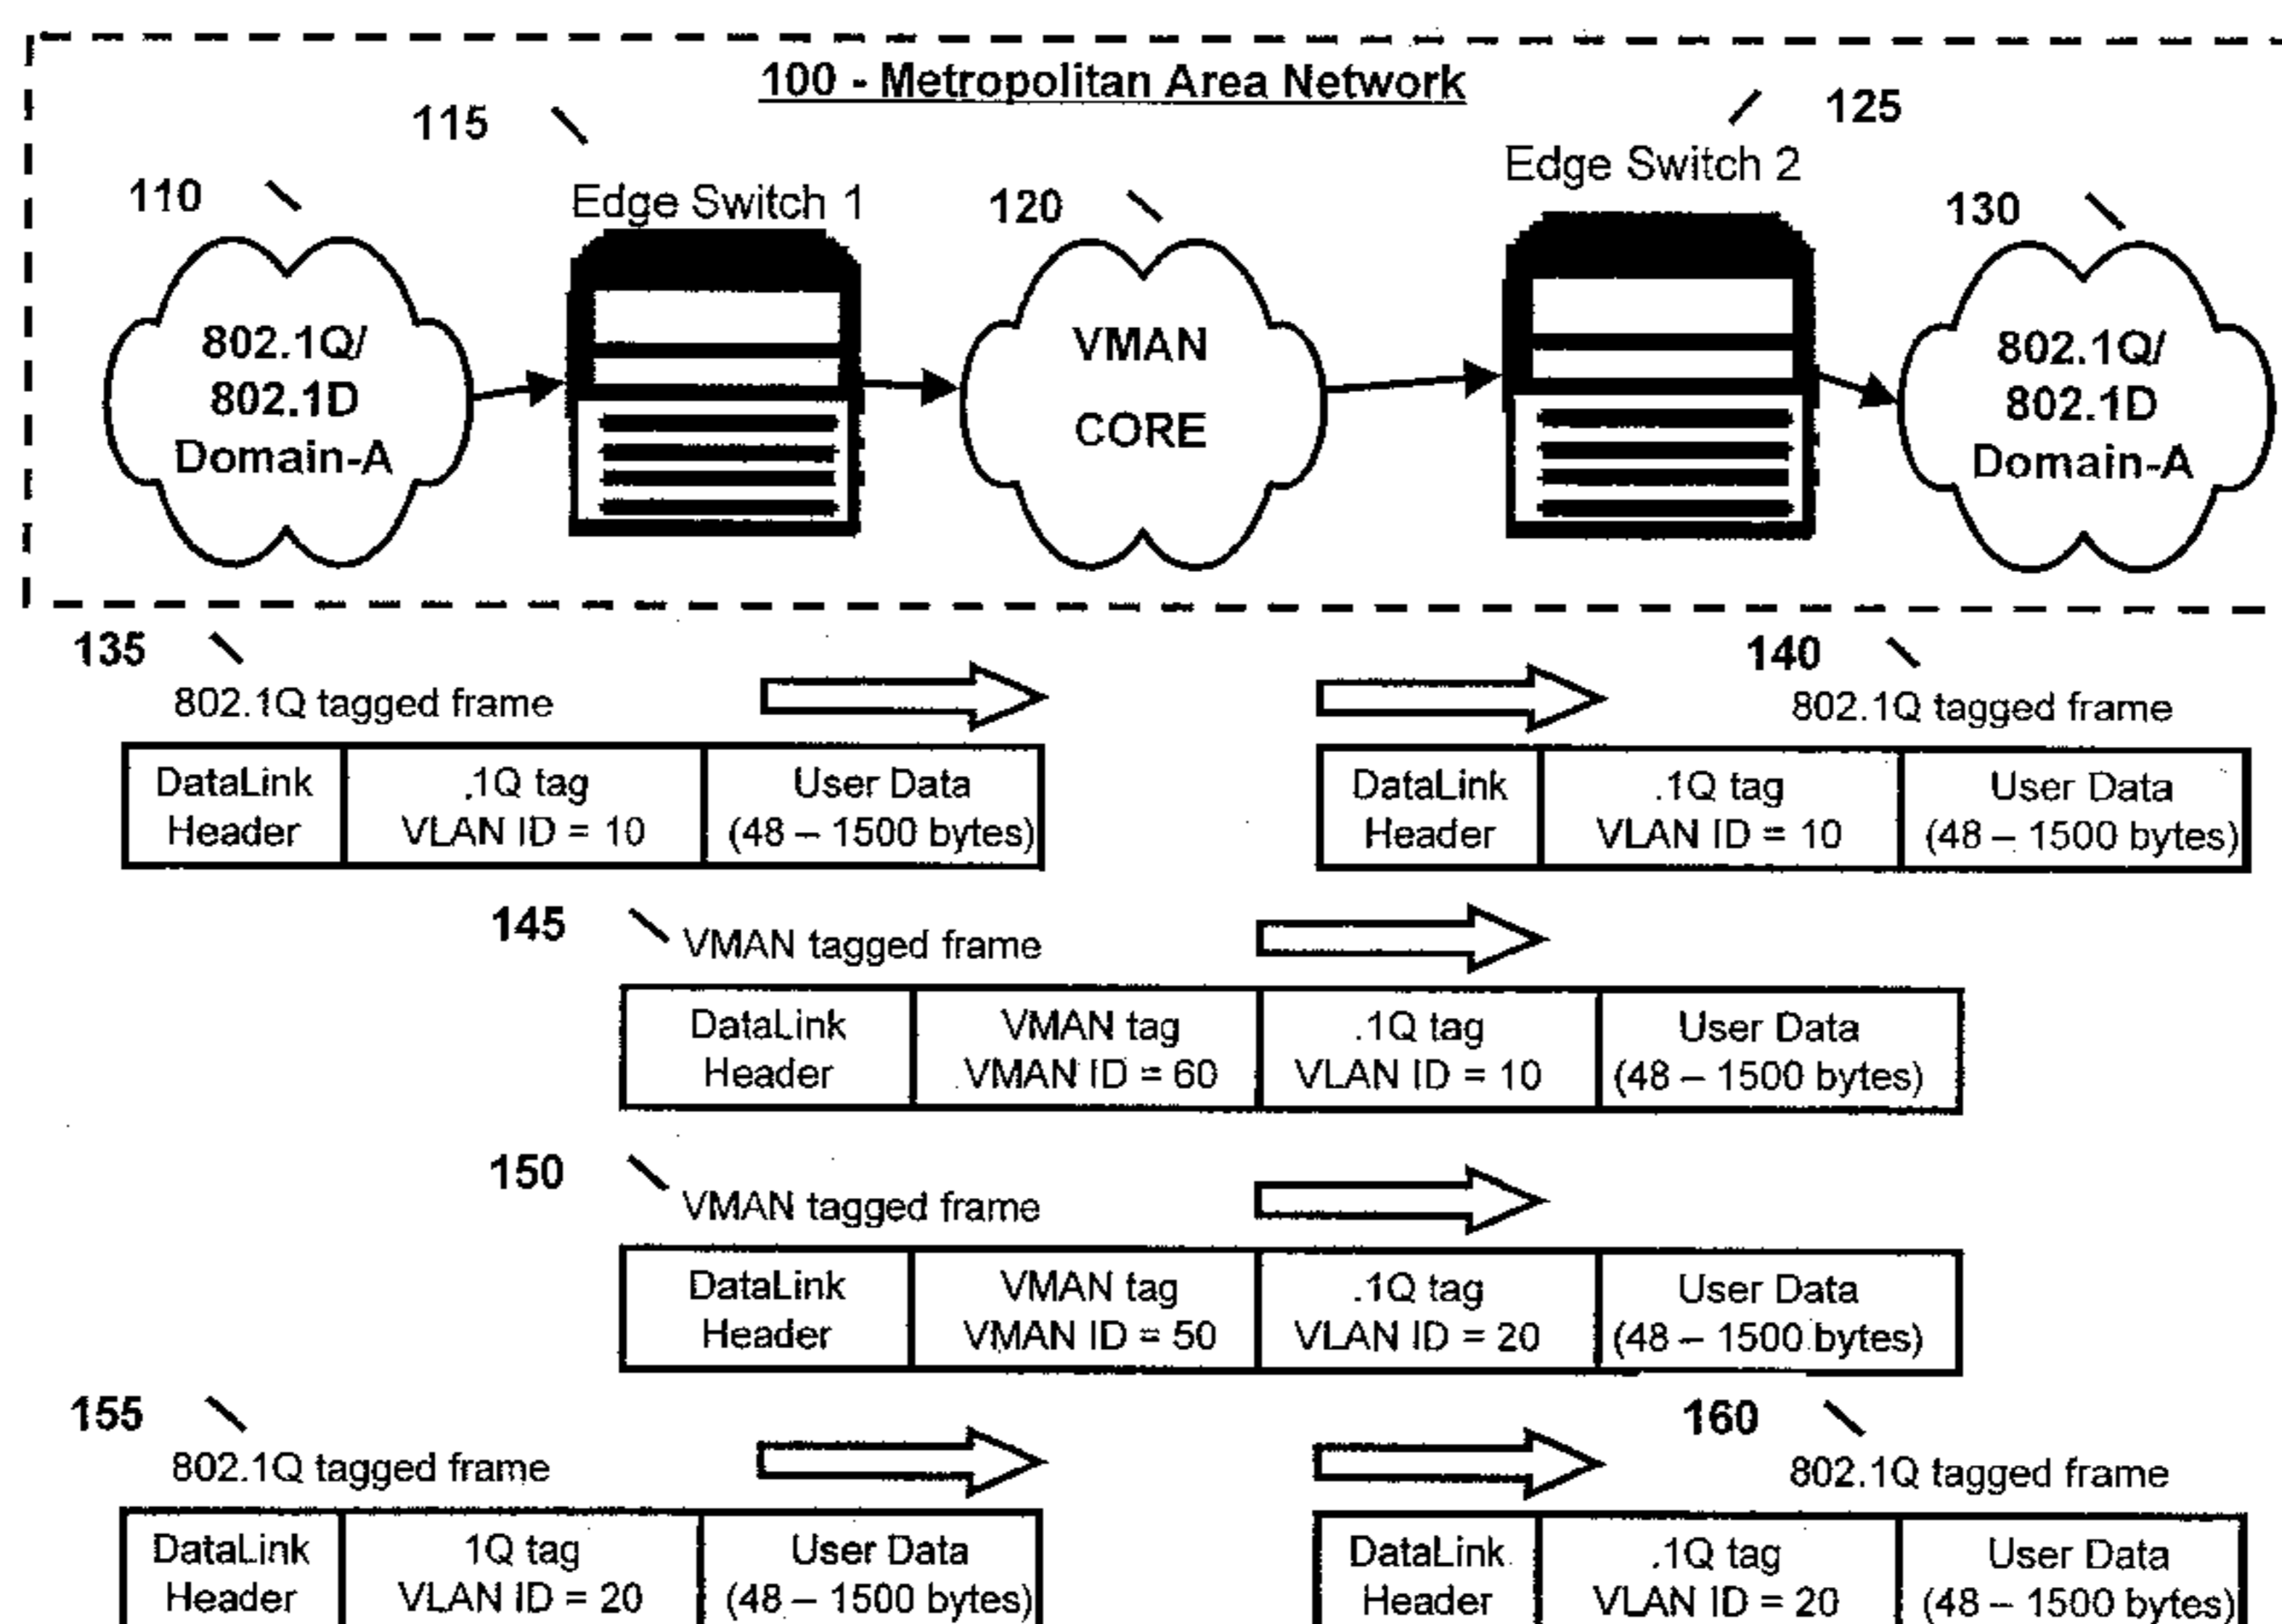 100 - Metropolitan Area Network
115
125
Edge Switch 2
110
Edge Switch 1
120
130
802.1Q/
802.1D
Domain-A
VMAN
CORE
802.1Q/
802.1D
Domain-A
135
802.1Q tagged frame
DataLink
Header
.1Q tag
VLAN ID = 10
User Data
(48 – 1500 bytes)
140
802.1Q tagged frame
DataLink
Header
.1Q tag
VLAN ID = 10
User Data
(48 – 1500 bytes)
145
VMAN tagged frame
DataLink
Header
VMAN tag
VMAN ID = 60
.1Q tag
VLAN ID = 10
User Data
(48 – 1500 bytes)
150
VMAN tagged frame
DataLink
Header
VMAN tag
VMAN ID = 50
.1Q tag
VLAN ID = 20
User Data
(48 – 1500 bytes)
155
802.1Q tagged frame
DataLink
Header
1Q tag
VLAN ID = 20
User Data
(48 – 1500 bytes)
160
802.1Q tagged frame
DataLink
Header
.1Q tag
VLAN ID = 20
User Data
(48 – 1500 bytes)